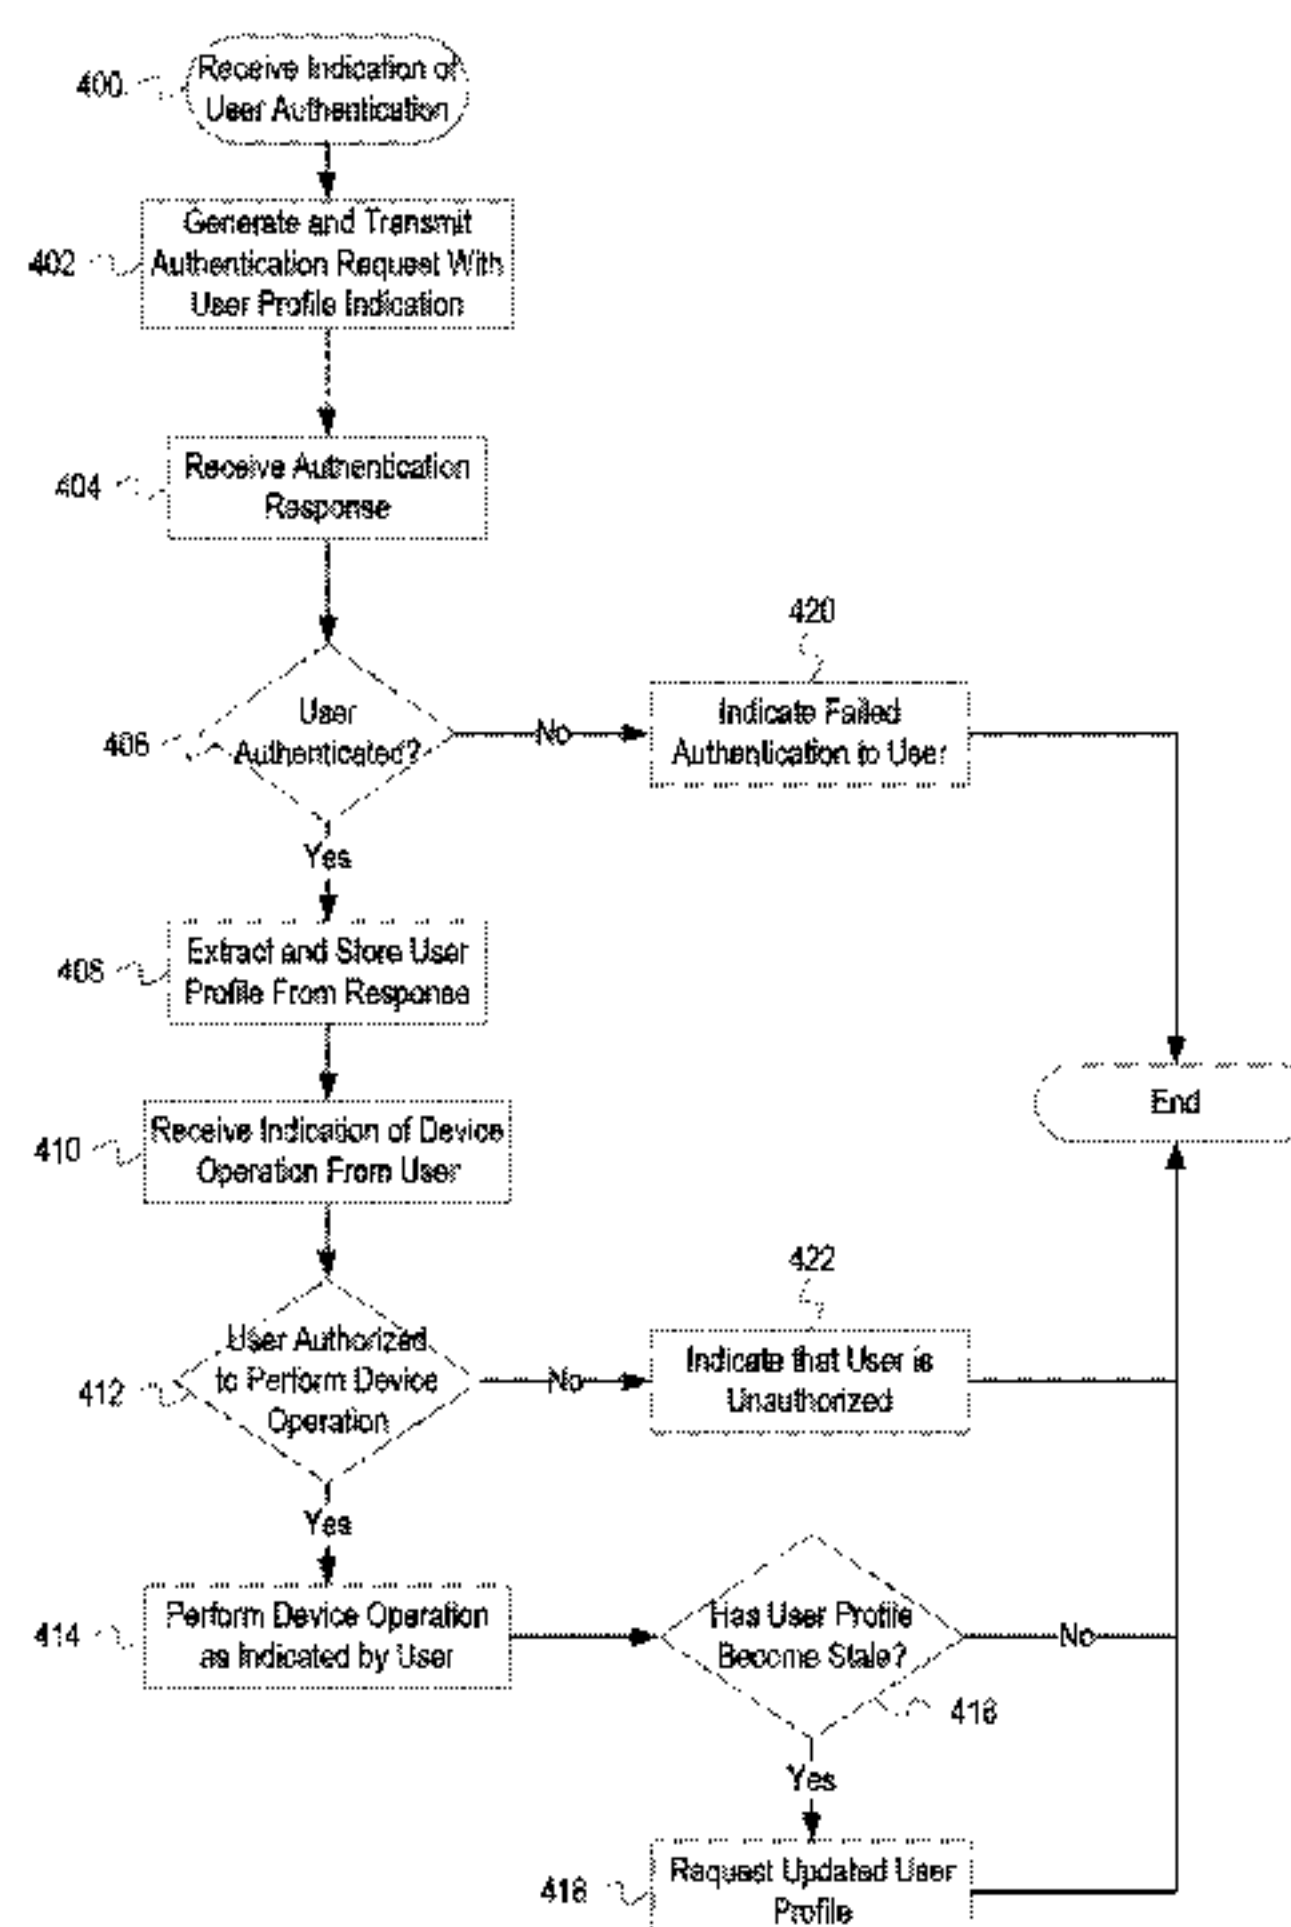 400
Receive Indication of
User Authentication
402
Generate and Transmit
Authentication Request With
User Profile Indication
404
Receive Authentication
Response
406
User
Authenticated?
No
420
Indicate Failed
Authentication to User
Yes
408
Extract and Store User
Profile From Response
End
410
Receive Indication of Device
Operation From User
412
User Authorized
to Perform Device
Operation
No
422
Indicate that User is
Unauthorized
Yes
414
Perform Device Operation
as Indicated by User
Has User Profile
Become Stale?
No
416
Yes
418
Request Updated User
Profile